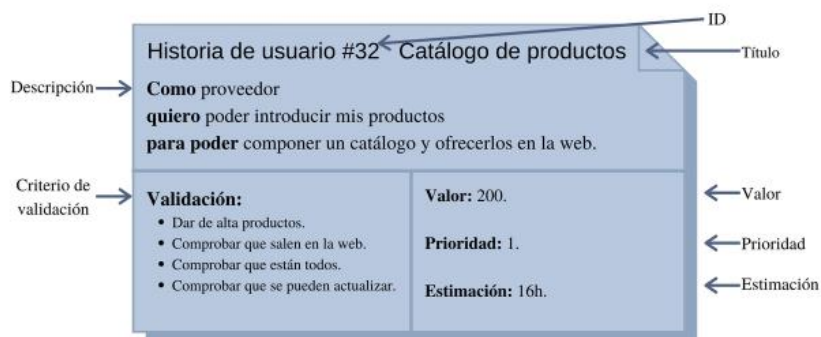 ID
Historia de usuario #32 Catálogo de productos
Título
Descripción
Como proveedor
quiero poder introducir mis productos
para poder componer un catálogo y ofrecerlos en la web.
Criterio de
validación
Validación:
• Dar de alta productos.
• Comprobar que salen en la web.
• Comprobar que están todos.
• Comprobar que se pueden actualizar.
Valor: 200.
Prioridad: 1.
Estimación: 16h.
Valor
Prioridad
Estimación